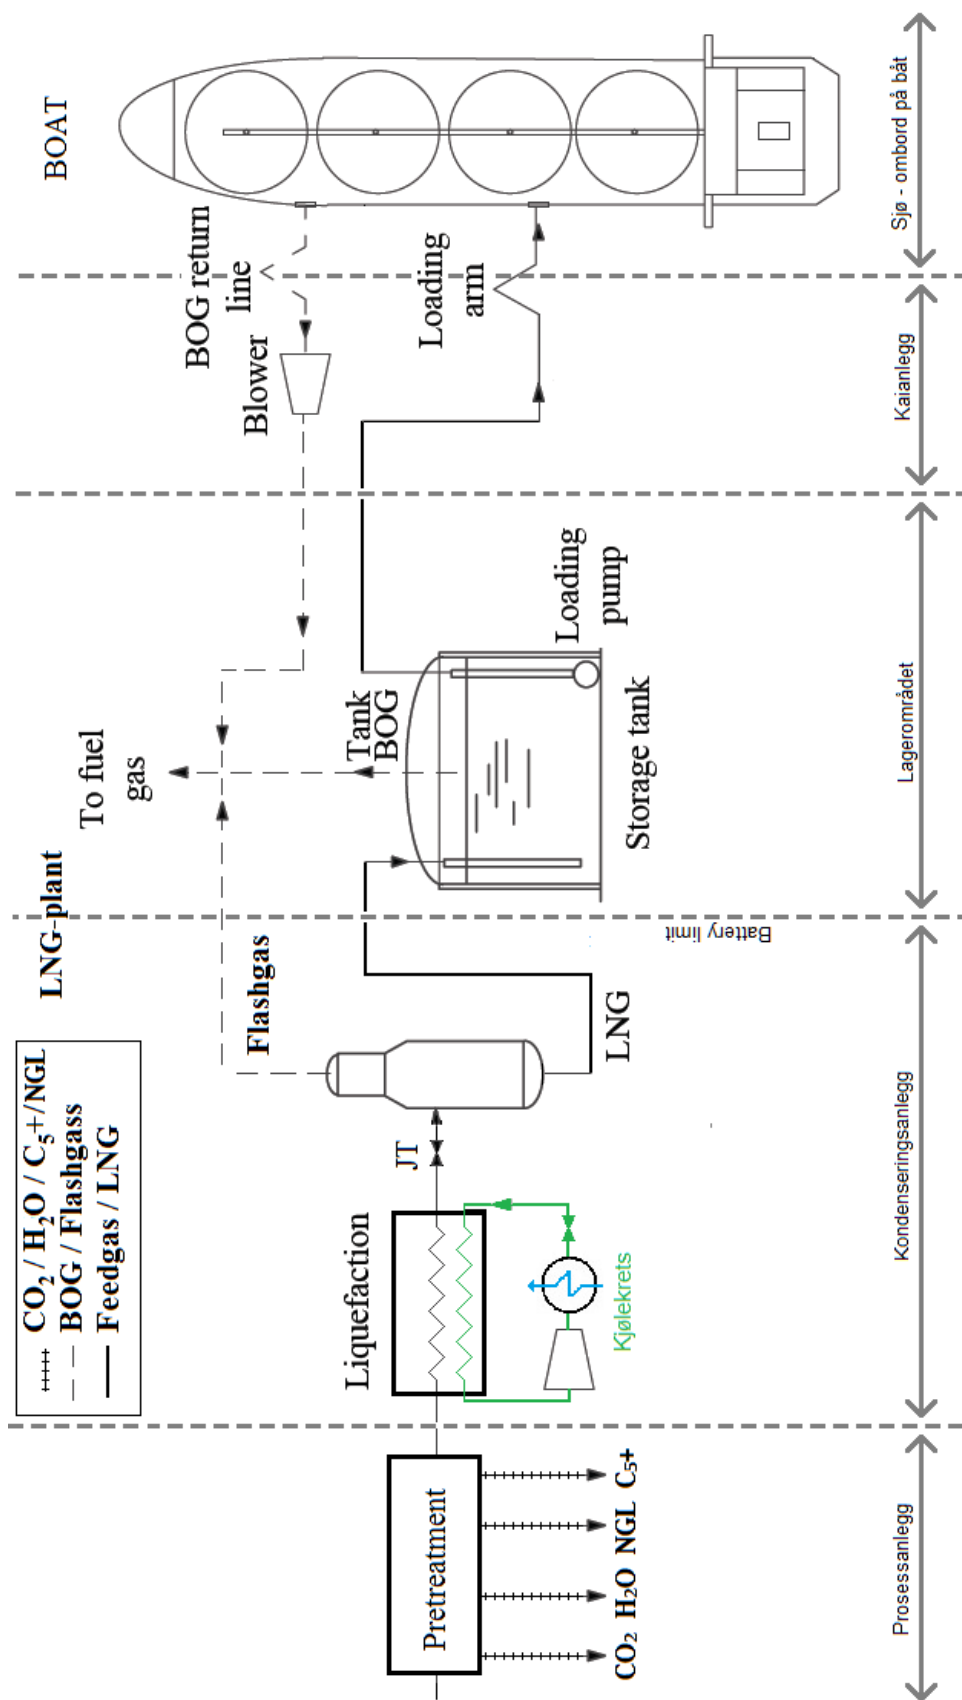 LNG-plant
BOAT
CO₂ / H₂O / C₅+/NGL
BOG / Flashgass
Feedgas / LNG
To fuel
gas
Flashgas
BOG return
line
Blower
Tank
BOG
Loading
arm
Liquefaction
JT
Pretreatment
LNG
Storage tank
Loading
pump
Kjølekrets
CO₂ H₂O NGL C₅+
Battery limit
Prosessanlegg
Kondenseringsanlegg
Lagerområdet
Kaianlegg
Sjø - ombord på båt